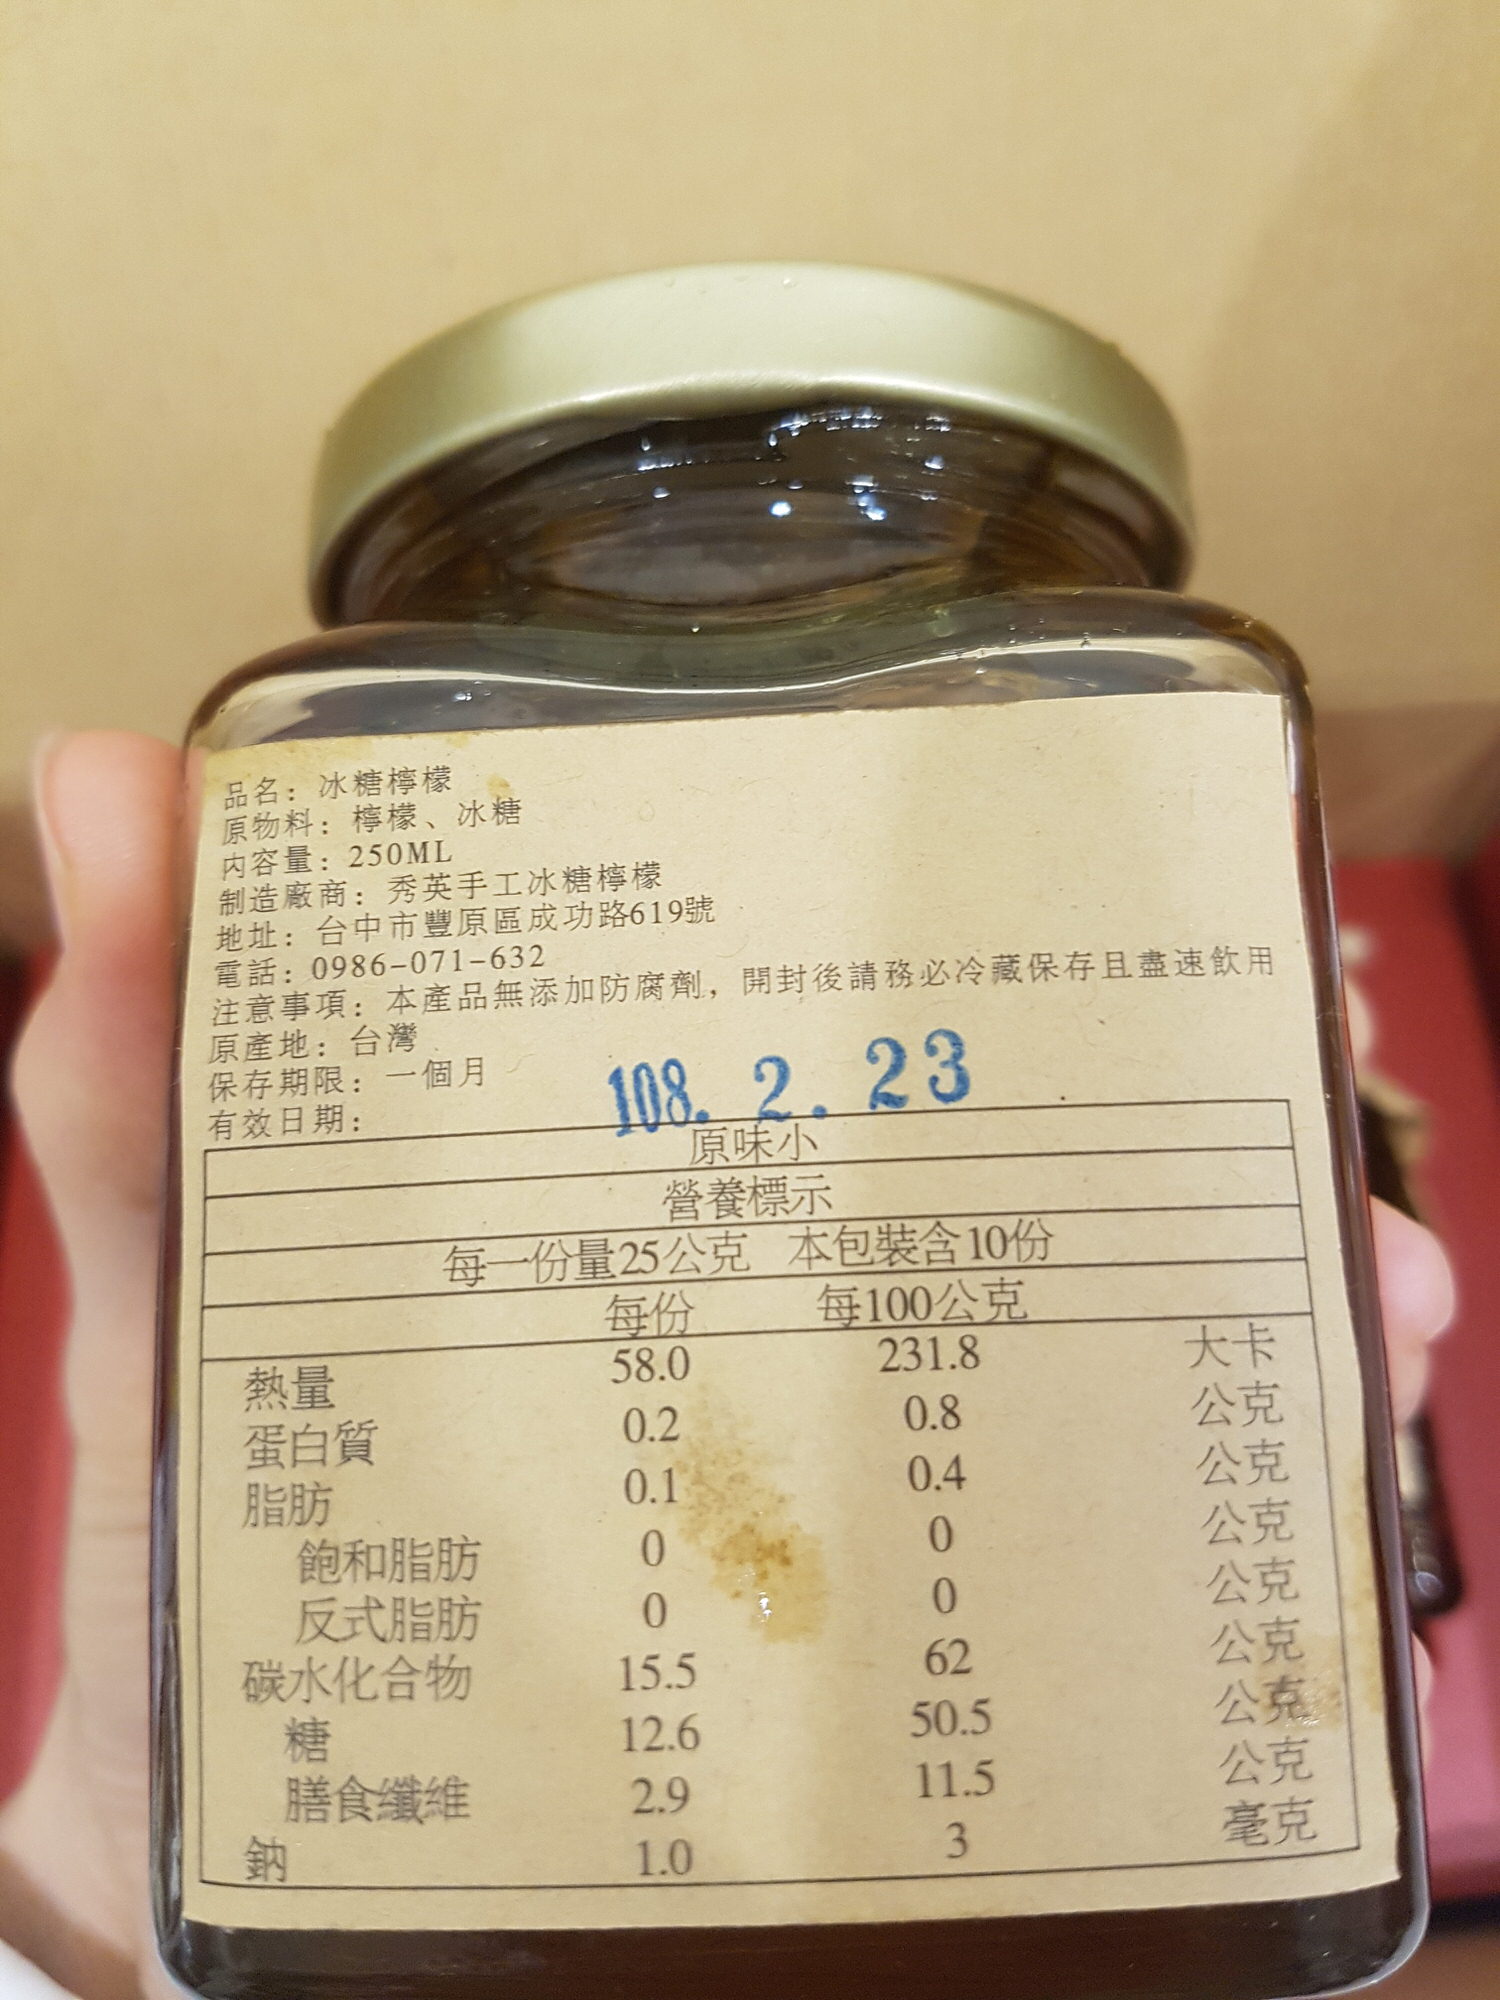 品名：冰糖檸檬
原物料：檸檬、冰糖
內容量：250ML
制造廠商：秀英手工冰糖檸檬
地址：台中市豐原區成功路619號
電話：0986-071-632
注意事項：本產品無添加防腐劑，開封後請務必冷藏保存且盡速飲用
原產地：台灣
保存期限：一個月
有效日期：108. 2. 23
原味小
營養標示
每一份量25公克 本包裝含10份
每份 每100公克
熱量 58.0 231.8 大卡
蛋白質 0.2 0.8 公克
脂肪 0.1 0.4 公克
飽和脂肪 0 0 公克
反式脂肪 0 0 公克
碳水化合物 15.5 62 公克
糖 12.6 50.5 公克
膳食纖維 2.9 11.5 公克
鈉 1.0 3 毫克